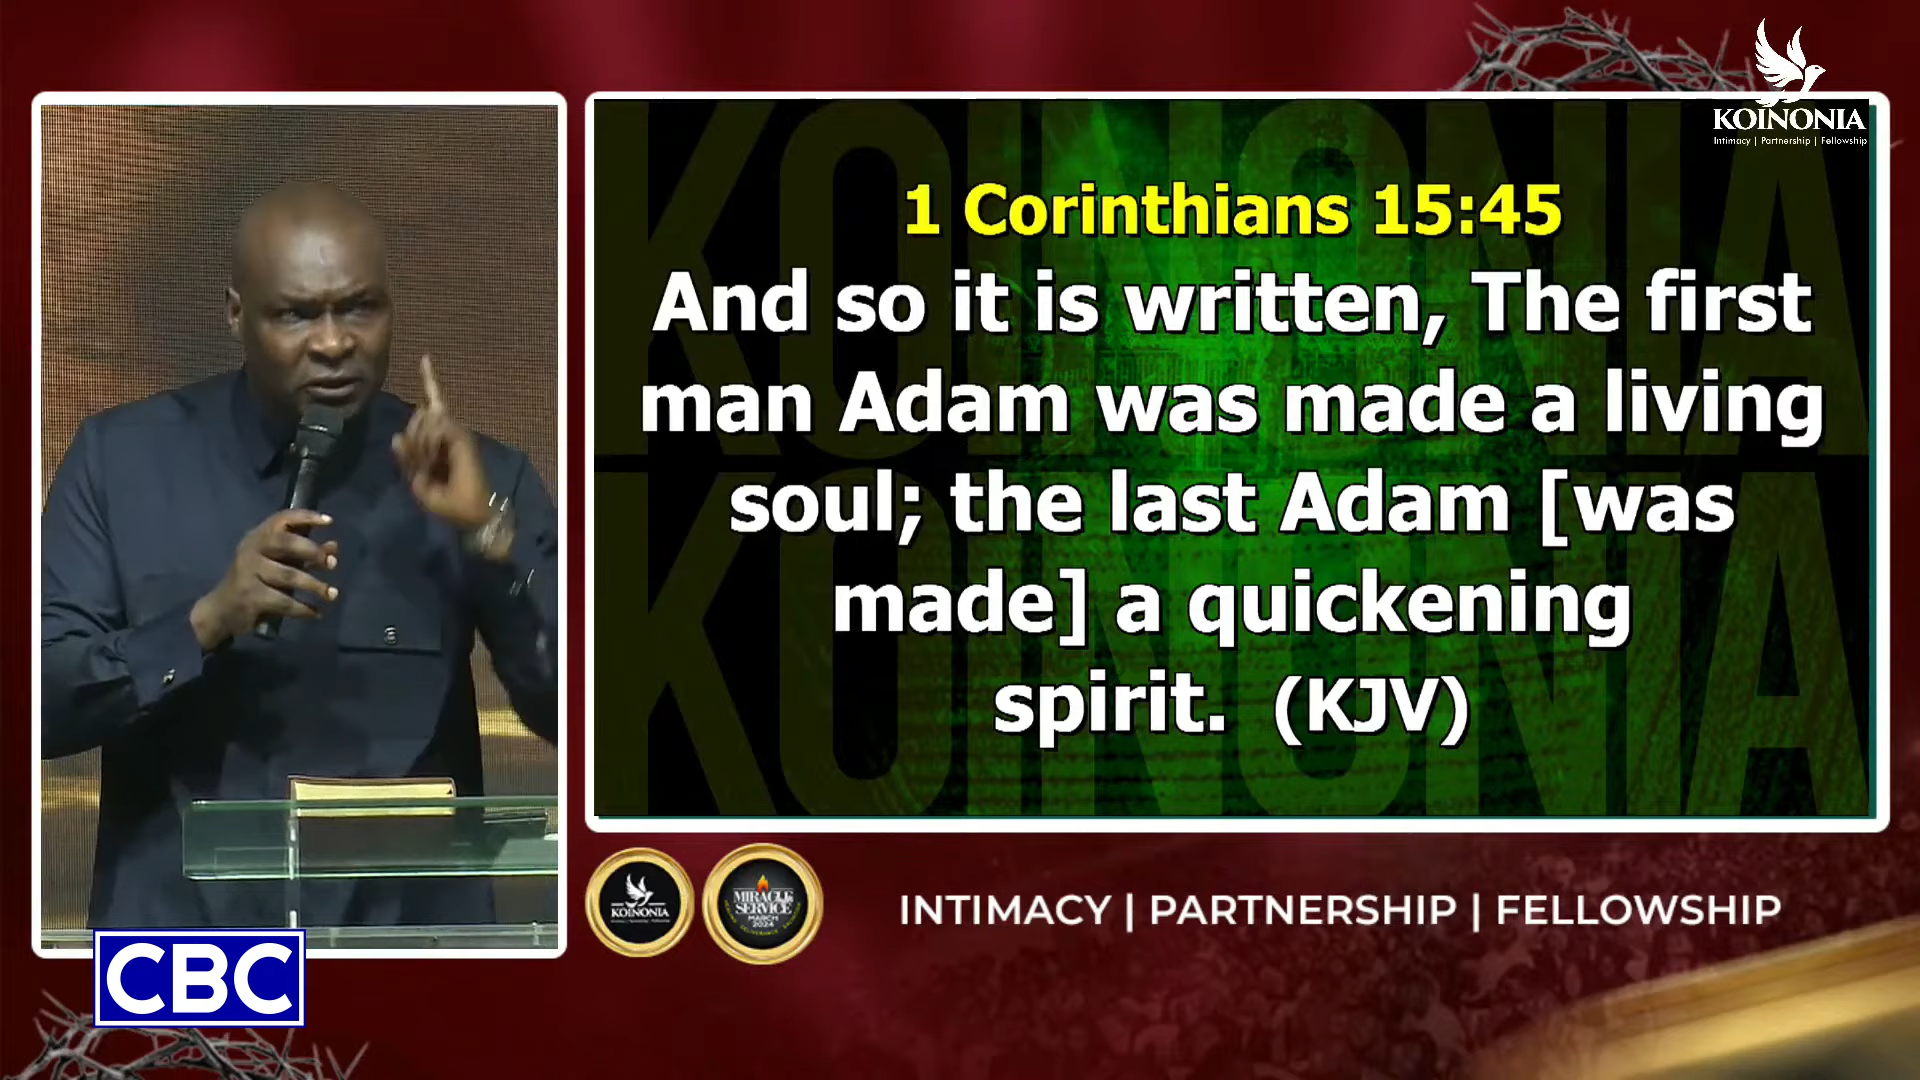 KOINONIA
Intimacy | Partnership | Fellowship
1 Corinthians 15:45
And so it is written, The first
man Adam was made a living
soul; the last Adam [was
made] a quickening
spirit. (KJV)
KOINONIA
MIRACLE
SERVICE
MARCH
2024
INTIMACY | PARTNERSHIP | FELLOWSHIP
CBC